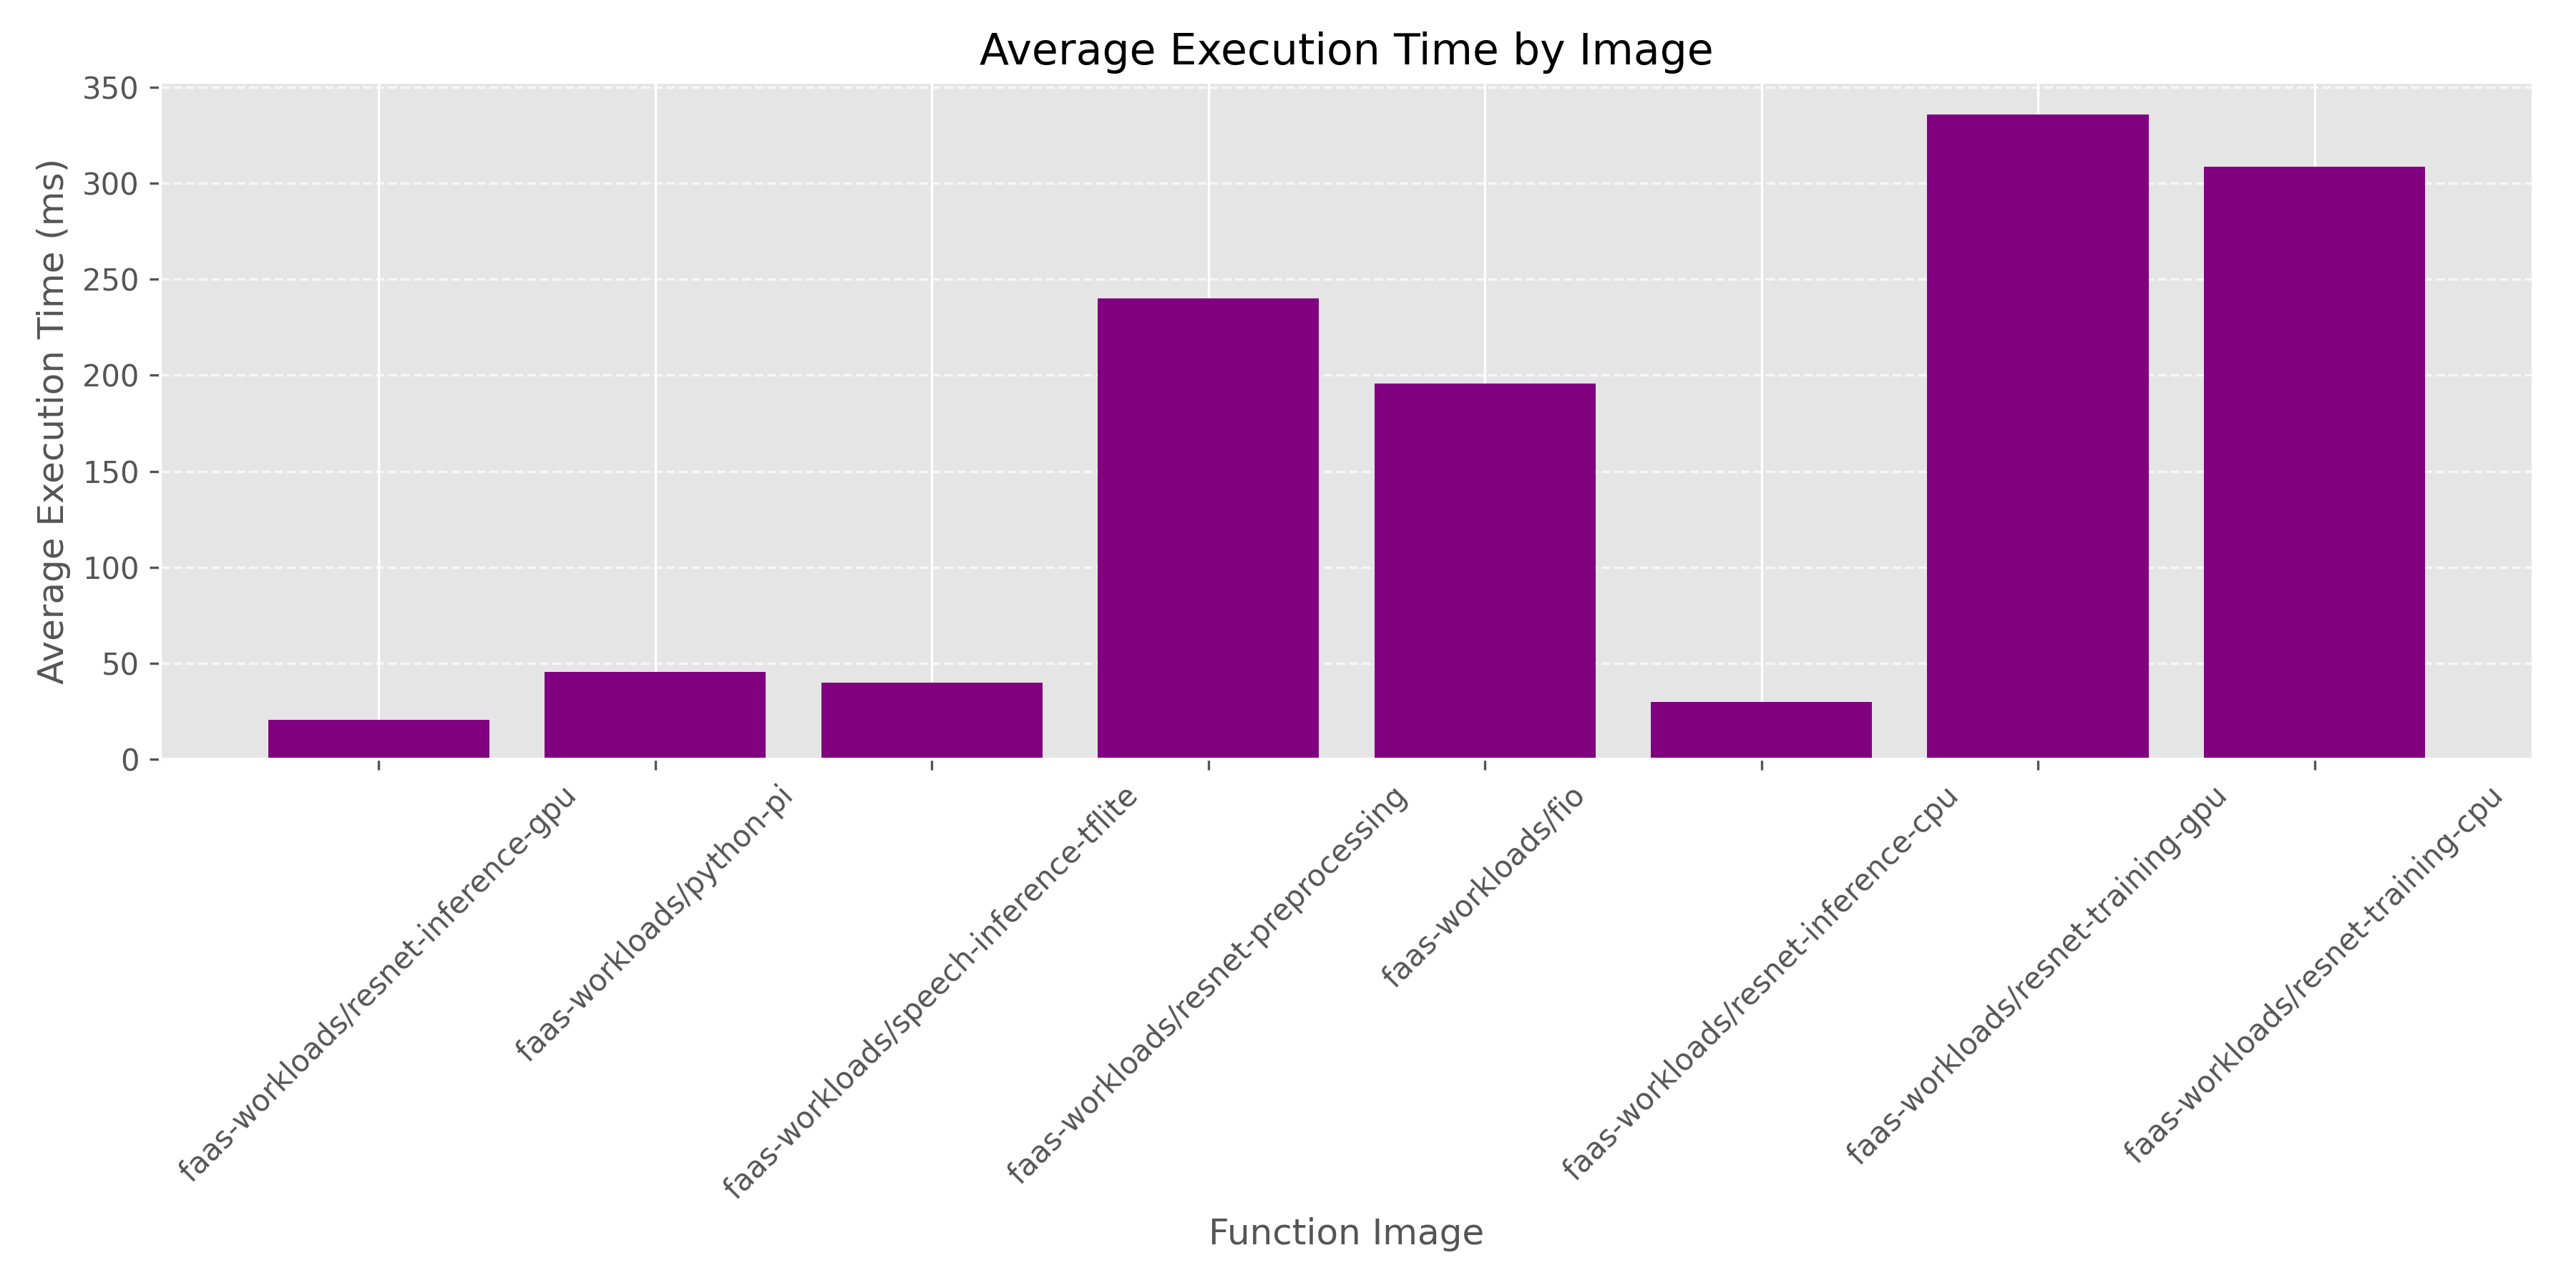 Average Execution Time by Image
Average Execution Time (ms)
350
300
250
200
150
100
50
0
faas-workloads/resnet-inference-gpu
faas-workloads/python-pi
faas-workloads/speech-inference-tflite
faas-workloads/resnet-preprocessing
faas-workloads/fio
faas-workloads/resnet-inference-cpu
faas-workloads/resnet-training-gpu
faas-workloads/resnet-training-cpu
Function Image